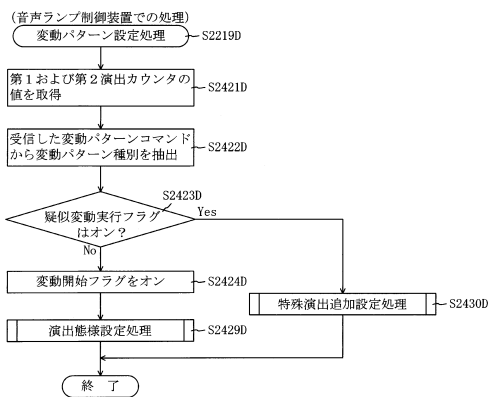 (音声ランプ制御装置での処理)
変動パターン設定処理
S2219D
第1および第2演出カウンタの
値を取得
S2421D
受信した変動パターンコマンド
から変動パターン種別を抽出
S2422D
S2423D
疑似変動実行フラグ
はオン？
Yes
No
変動開始フラグをオン
S2424D
特殊演出追加設定処理
S2430D
演出態様設定処理
S2429D
終 了